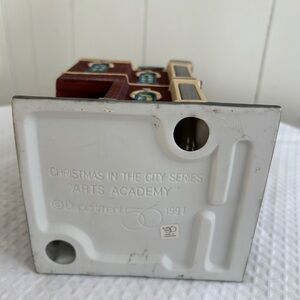 CHRISTMAS IN THE CITY SERIES
"ARTS ACADEMY"
© Department 56 1991